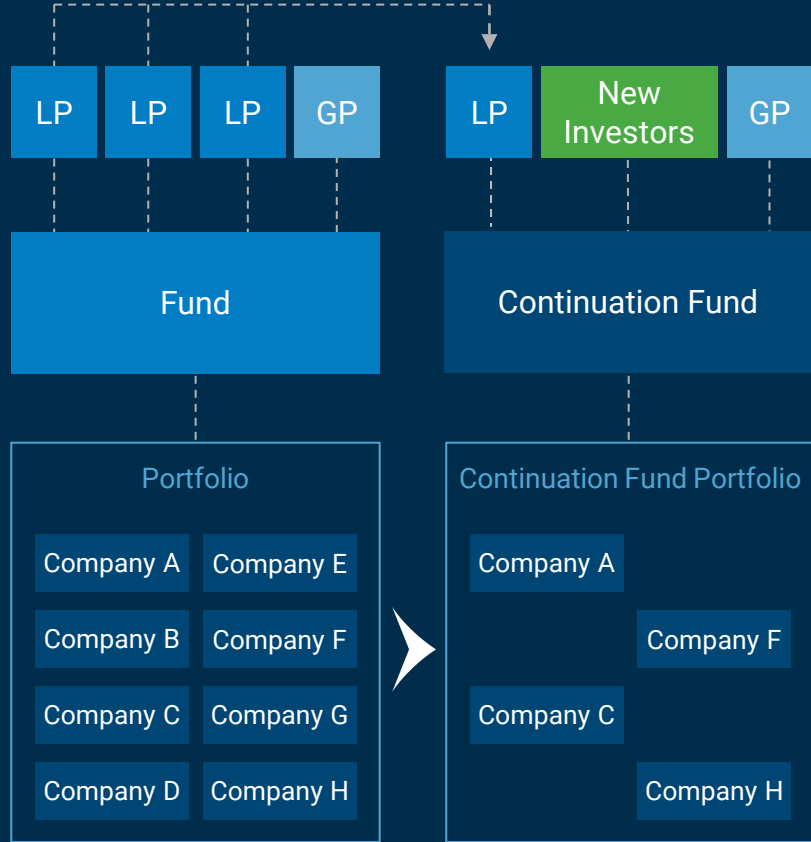 LP
LP
LP
GP
LP
New
Investors
GP
Fund
Continuation Fund
Portfolio
Company A
Company E
Company B
Company F
Company C
Company G
Company D
Company H
Continuation Fund Portfolio
Company A
Company F
Company C
Company H